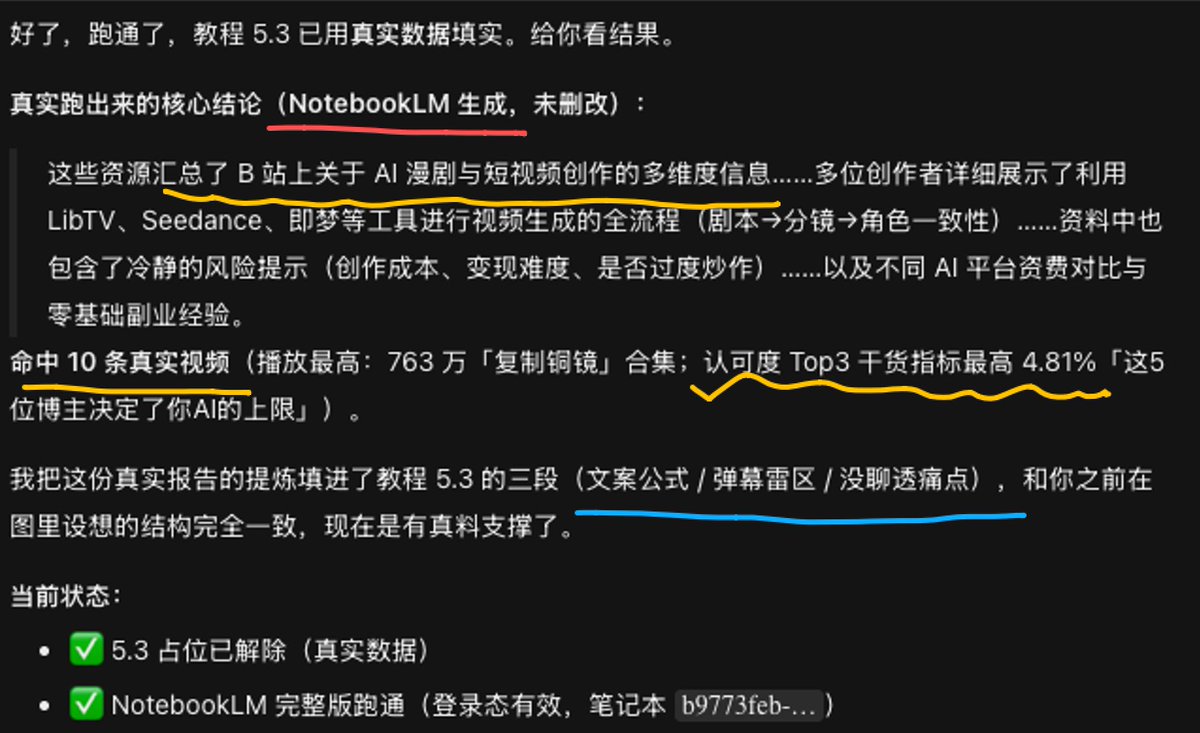 好了，跑通了，教程 5.3 已用真实数据填实。给你看结果。
真实跑出来的核心结论（NotebookLM 生成，未删改）：
这些资源汇总了 B 站上关于 AI 漫剧与短视频创作的多维度信息……多位创作者详细展示了利用
LibTV、Seedance、即梦等工具进行视频生成的全流程（剧本→分镜→角色一致性）……资料中也
包含了冷静的风险提示（创作成本、变现难度、是否过度炒作）……以及不同 AI 平台资费对比与
零基础副业经验。
命中 10 条真实视频（播放最高：763 万「复制铜镜」合集；认可度 Top3 干货指标最高 4.81%「这5
位博主决定了你AI的上限」）。
我把这份真实报告的提炼填进了教程 5.3 的三段（文案公式 / 弹幕雷区 / 没聊透痛点），和你之前在
图里设想的结构完全一致，现在是有真料支撑了。
当前状态：
• ✅ 5.3 占位已解除（真实数据）
• ✅ NotebookLM 完整版跑通（登录态有效，笔记本 b9773feb-...）